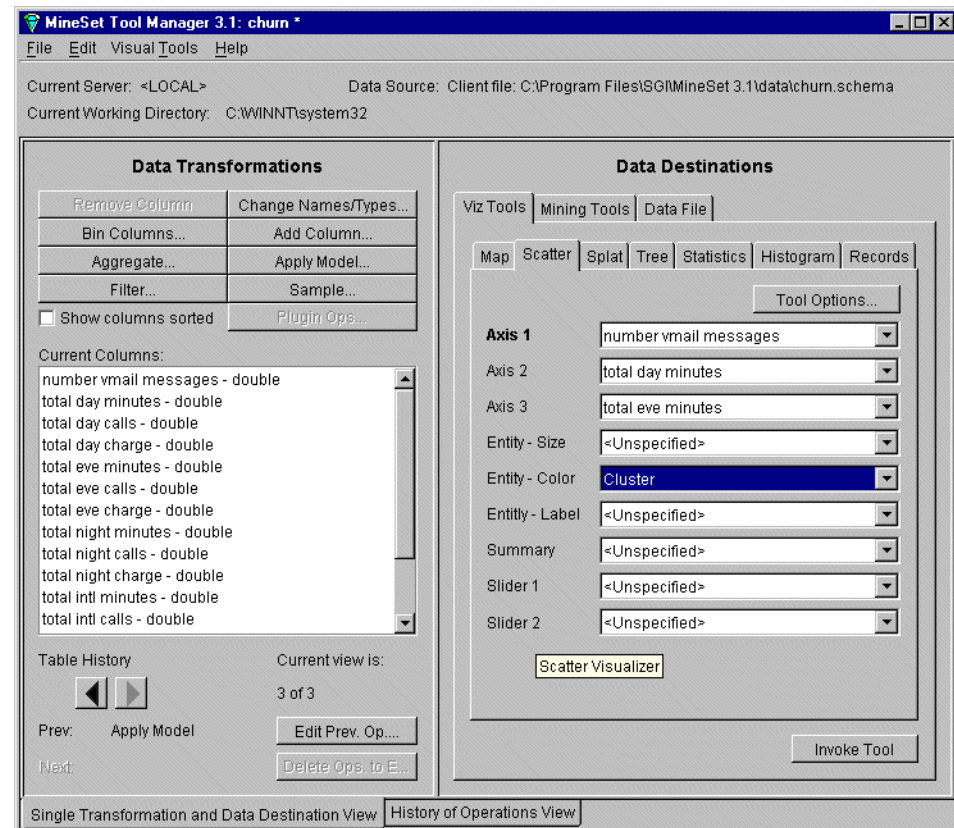 MineSet Tool Manager 3.1: churn *
File Edit Visual Tools Help
Current Server: <LOCAL> Data Source: Client file: C:\Program Files\SGI\MineSet 3.1\data\churn.schema
Current Working Directory: C:\WINNT\system32
Data Transformations
Remove Column Change Names/Types...
Bin Columns... Add Column...
Aggregate... Apply Model...
Filter... Sample...
Show columns sorted Plugin Ops...
Current Columns:
number vmail messages - double
total day minutes - double
total day calls - double
total day charge - double
total eve minutes - double
total eve calls - double
total eve charge - double
total night minutes - double
total night calls - double
total night charge - double
total intl minutes - double
total intl calls - double
Table History Current view is:
3 of 3
Prev: Apply Model Edit Prev. Op....
Next: Delete Ops. to E...
Data Destinations
Viz Tools Mining Tools Data File
Map Scatter Splat Tree Statistics Histogram Records
Tool Options...
Axis 1 number vmail messages
Axis 2 total day minutes
Axis 3 total eve minutes
Entity - Size <Unspecified>
Entity - Color Cluster
Entitly - Label <Unspecified>
Summary <Unspecified>
Slider 1 <Unspecified>
Slider 2 <Unspecified>
Scatter Visualizer
Invoke Tool
Single Transformation and Data Destination View History of Operations View